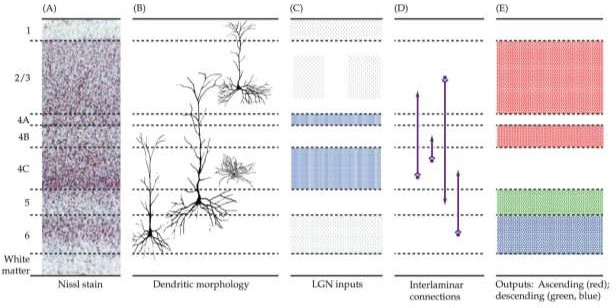 (A) (B) (C) (D) (E)
1
2/3
4A
4B
4C
5
6
White
matter
Nissl stain Dendritic morphology LGN inputs Interlaminar
connections Outputs: Ascending (red);
descending (green, blue)